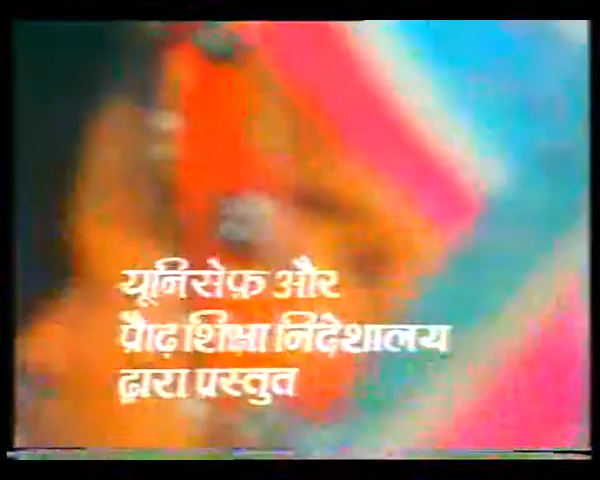 यूनिसेफ़ और
प्रौढ़ शिक्षा निदेशालय
द्वारा प्रस्तुत